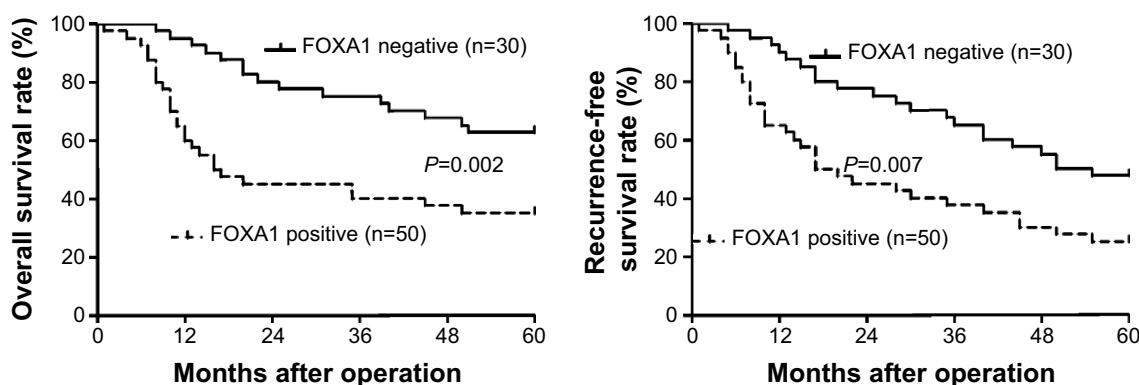 Overall survival rate (%)
100
80
60
40
20
0
FOXA1 negative (n=30)
P=0.002
FOXA1 positive (n=50)
0 12 24 36 48 60
Months after operation
Recurrence-free
survival rate (%)
100
80
60
40
20
0
FOXA1 negative (n=30)
P=0.007
FOXA1 positive (n=50)
0 12 24 36 48 60
Months after operation